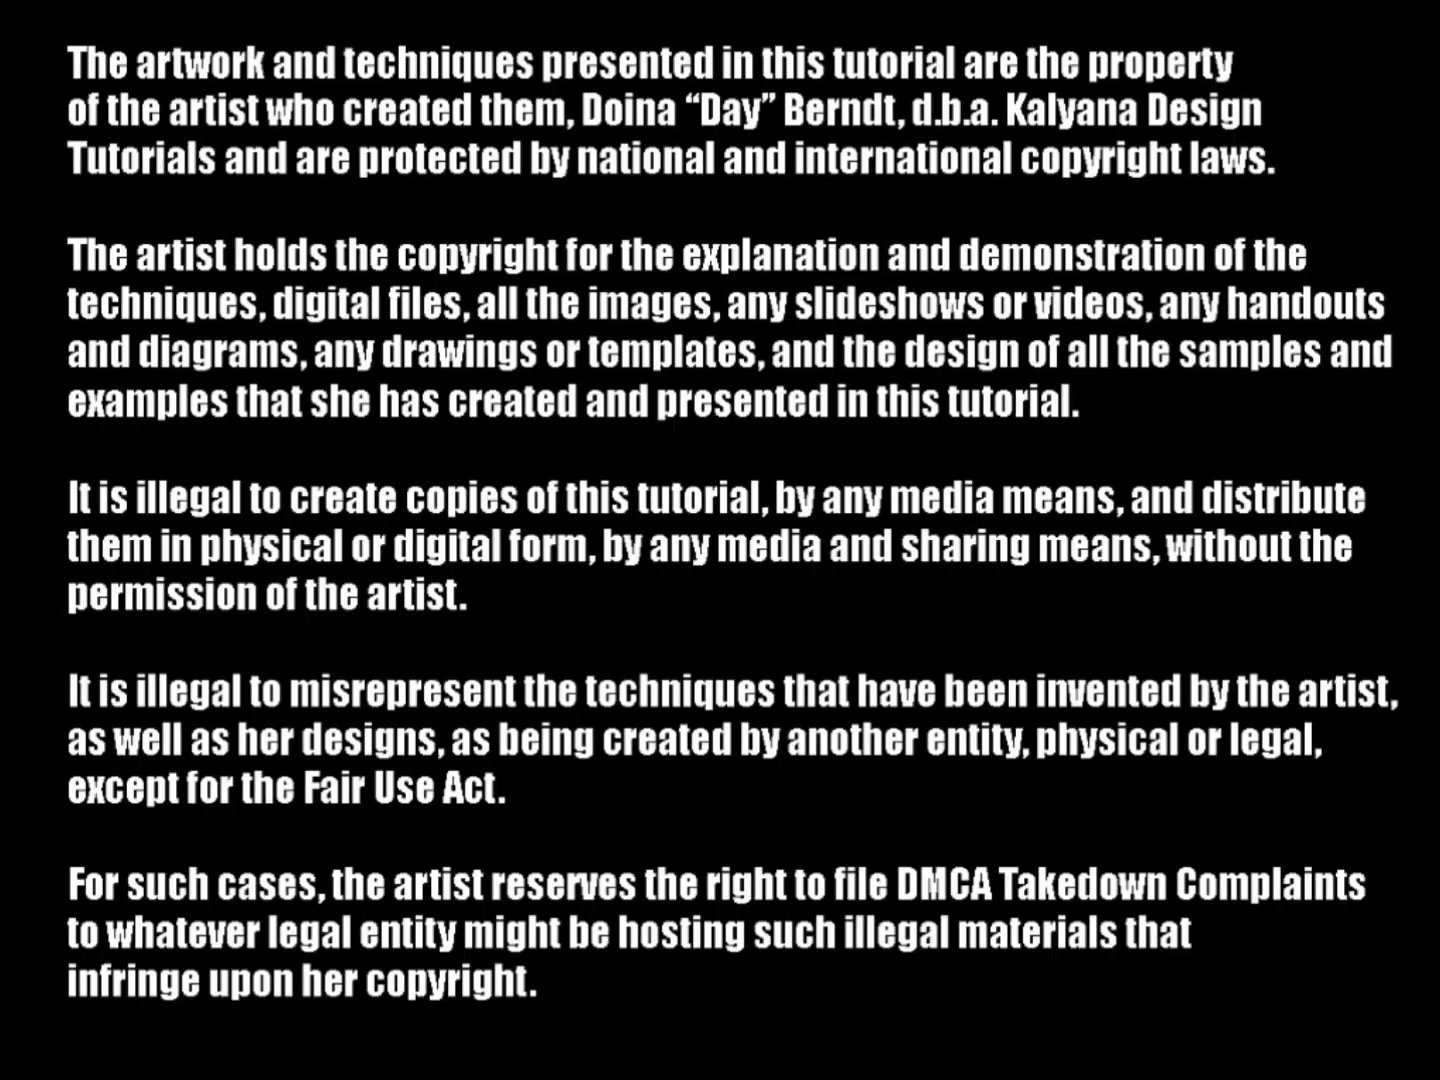 The artwork and techniques presented in this tutorial are the property
of the artist who created them, Doina “Day” Berndt, d.b.a. Kalyana Design
Tutorials and are protected by national and international copyright laws.
The artist holds the copyright for the explanation and demonstration of the
techniques, digital files, all the images, any slideshows or videos, any handouts
and diagrams, any drawings or templates, and the design of all the samples and
examples that she has created and presented in this tutorial.
It is illegal to create copies of this tutorial, by any media means, and distribute
them in physical or digital form, by any media and sharing means, without the
permission of the artist.
It is illegal to misrepresent the techniques that have been invented by the artist,
as well as her designs, as being created by another entity, physical or legal,
except for the Fair Use Act.
For such cases, the artist reserves the right to file DMCA Takedown Complaints
to whatever legal entity might be hosting such illegal materials that
infringe upon her copyright.